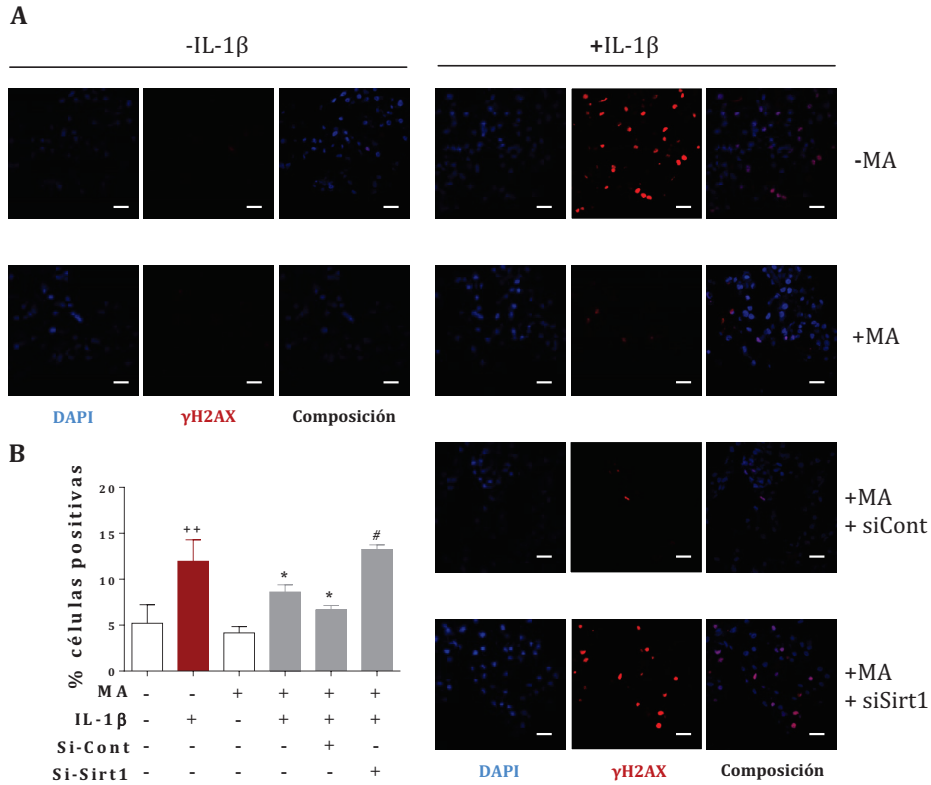 A
-IL-1β
+IL-1β
-MA
+MA
DAPI
γH2AX
Composición
B
% células positivas
20
15
10
5
0
++
*
*
#
MA - - + + + +
IL-1β - + - + + +
Si-Cont - - - - + -
Si-Sirt1 - - - - - +
+MA
+ siCont
+MA
+ siSirt1
DAPI
γH2AX
Composición